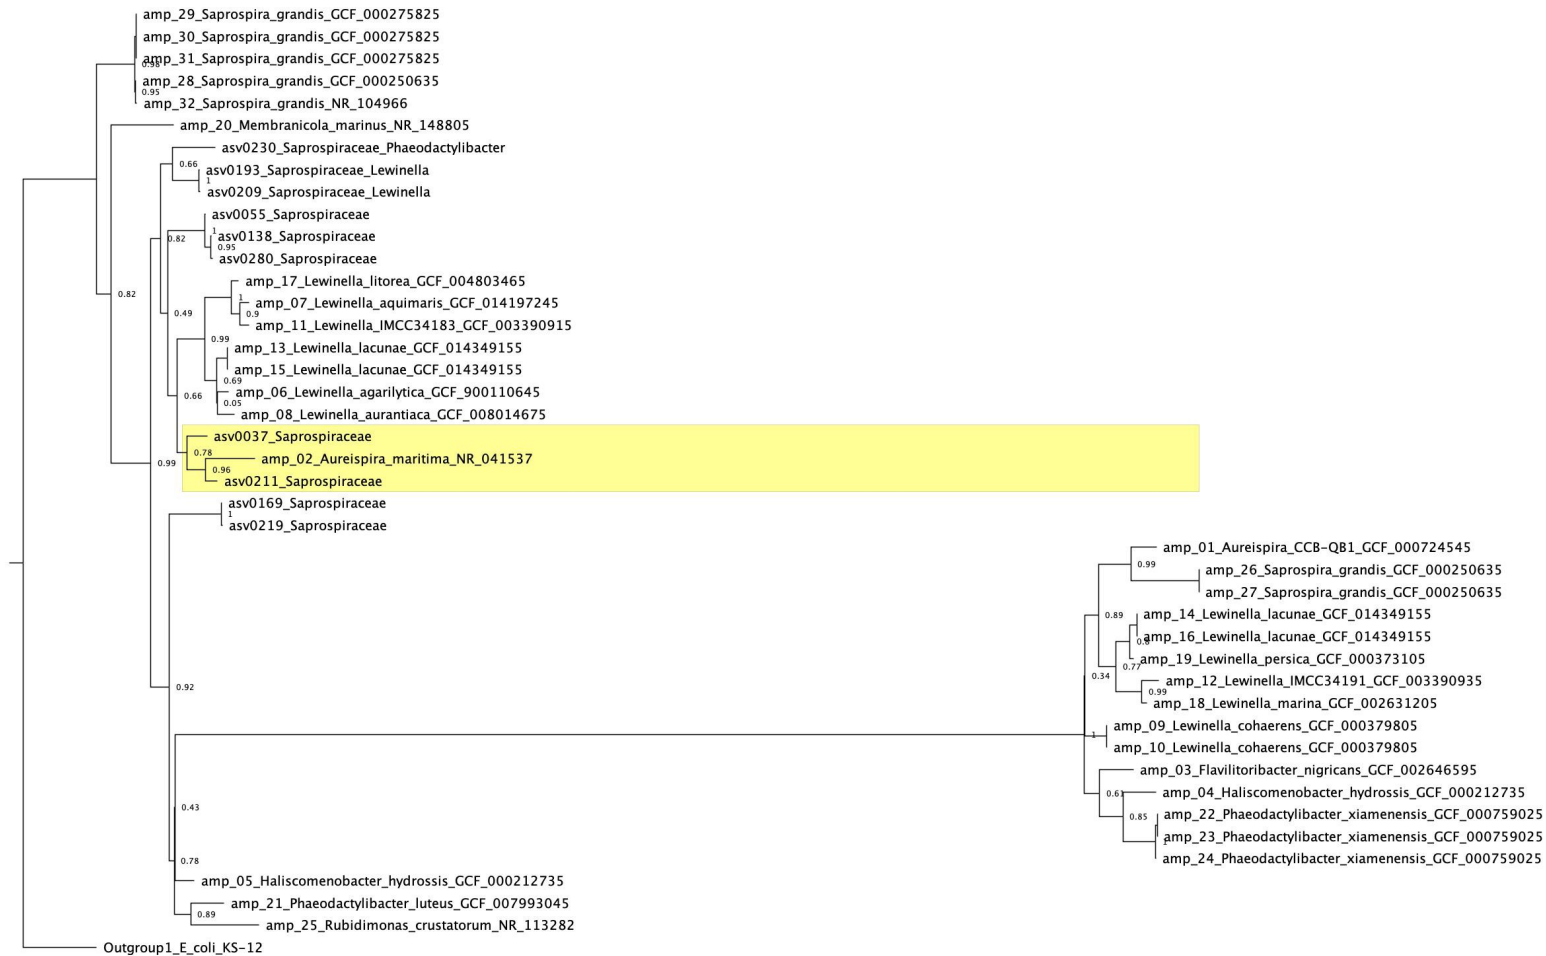 amp_29_Saprospira_grandis_GCF_000275825
amp_30_Saprospira_grandis_GCF_000275825
amp_31_Saprospira_grandis_GCF_000275825
0.98
amp_28_Saprospira_grandis_GCF_000250635
0.95
amp_32_Saprospira_grandis_NR_104966
amp_20_Membranicola_marinus_NR_148805
asv0230_Saprospiraceae_Phaeodactylibacter
0.66
asv0193_Saprospiraceae_Lewinella
1
asv0209_Saprospiraceae_Lewinella
asv0055_Saprospiraceae
1
0.82
asv0138_Saprospiraceae
0.95
asv0280_Saprospiraceae
amp_17_Lewinella_litorea_GCF_004803465
0.82
1
amp_07_Lewinella_aquimaris_GCF_014197245
0.49
0.9
amp_11_Lewinella_IMCC34183_GCF_003390915
0.99
amp_13_Lewinella_lacunae_GCF_014349155
amp_15_Lewinella_lacunae_GCF_014349155
0.69
amp_06_Lewinella_agarilytica_GCF_900110645
0.66
0.05
amp_08_Lewinella_aurantiaca_GCF_008014675
asv0037_Saprospiraceae
0.78
amp_02_Aureispira_maritima_NR_041537
0.99
0.96
asv0211_Saprospiraceae
asv0169_Saprospiraceae
1
asv0219_Saprospiraceae
amp_01_Aureispira_CCB-QB1_GCF_000724545
0.99
amp_26_Saprospira_grandis_GCF_000250635
amp_27_Saprospira_grandis_GCF_000250635
0.89
amp_14_Lewinella_lacunae_GCF_014349155
amp_16_Lewinella_lacunae_GCF_014349155
amp_19_Lewinella_persica_GCF_000373105
0.77
0.34
amp_12_Lewinella_IMCC34191_GCF_003390935
0.92
0.99
amp_18_Lewinella_marina_GCF_002631205
amp_09_Lewinella_cohaerens_GCF_000379805
1
amp_10_Lewinella_cohaerens_GCF_000379805
amp_03_Flavilitoribacter_nigricans_GCF_002646595
0.61
amp_04_Haliscomenobacter_hydrossis_GCF_000212735
0.43
0.85
amp_22_Phaeodactylibacter_xiamenensis_GCF_000759025
amp_23_Phaeodactylibacter_xiamenensis_GCF_000759025
1
amp_24_Phaeodactylibacter_xiamenensis_GCF_000759025
0.78
amp_05_Haliscomenobacter_hydrossis_GCF_000212735
amp_21_Phaeodactylibacter_luteus_GCF_007993045
0.89
amp_25_Rubidimonas_crustatorum_NR_113282
Outgroup1_E_coli_KS-12